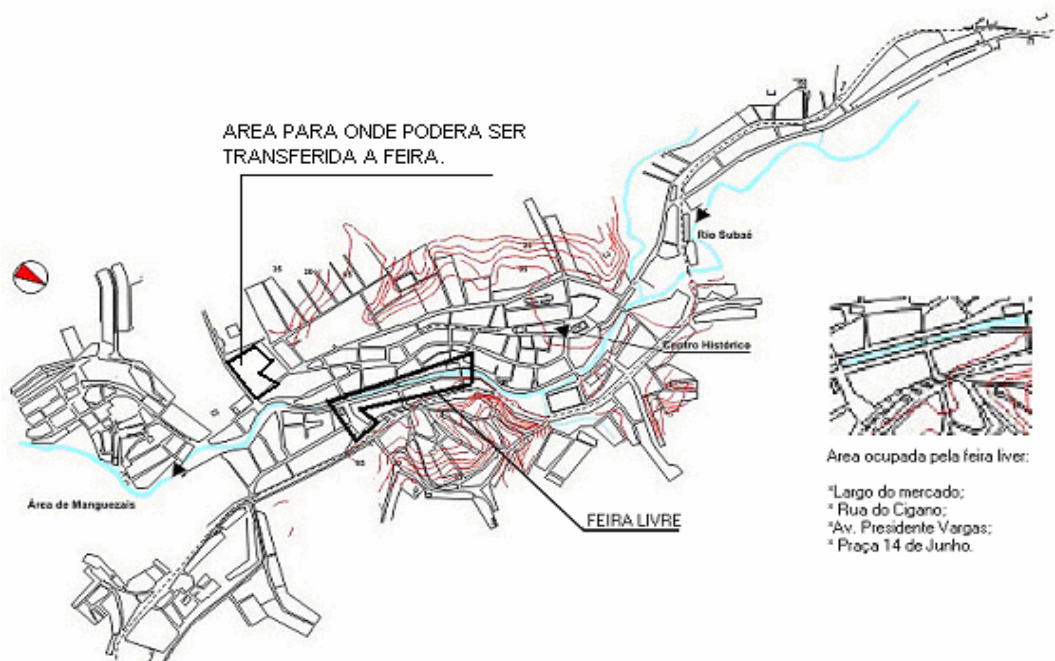 AREA PARA ONDE PODERA SER
TRANSFERIDA A FEIRA.
Rio Subaé
Centro Histórico
Área de Manguezais
FEIRA LIVRE
Area ocupada pela feira liver:
*Largo do mercado;
* Rua do Cigano;
*Av. Presidente Vargas;
* Praça 14 de Junho.